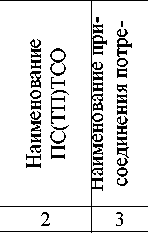 Наименование
ПС(ТП)ТСО
Наименование при-
соединения потре-
2
3